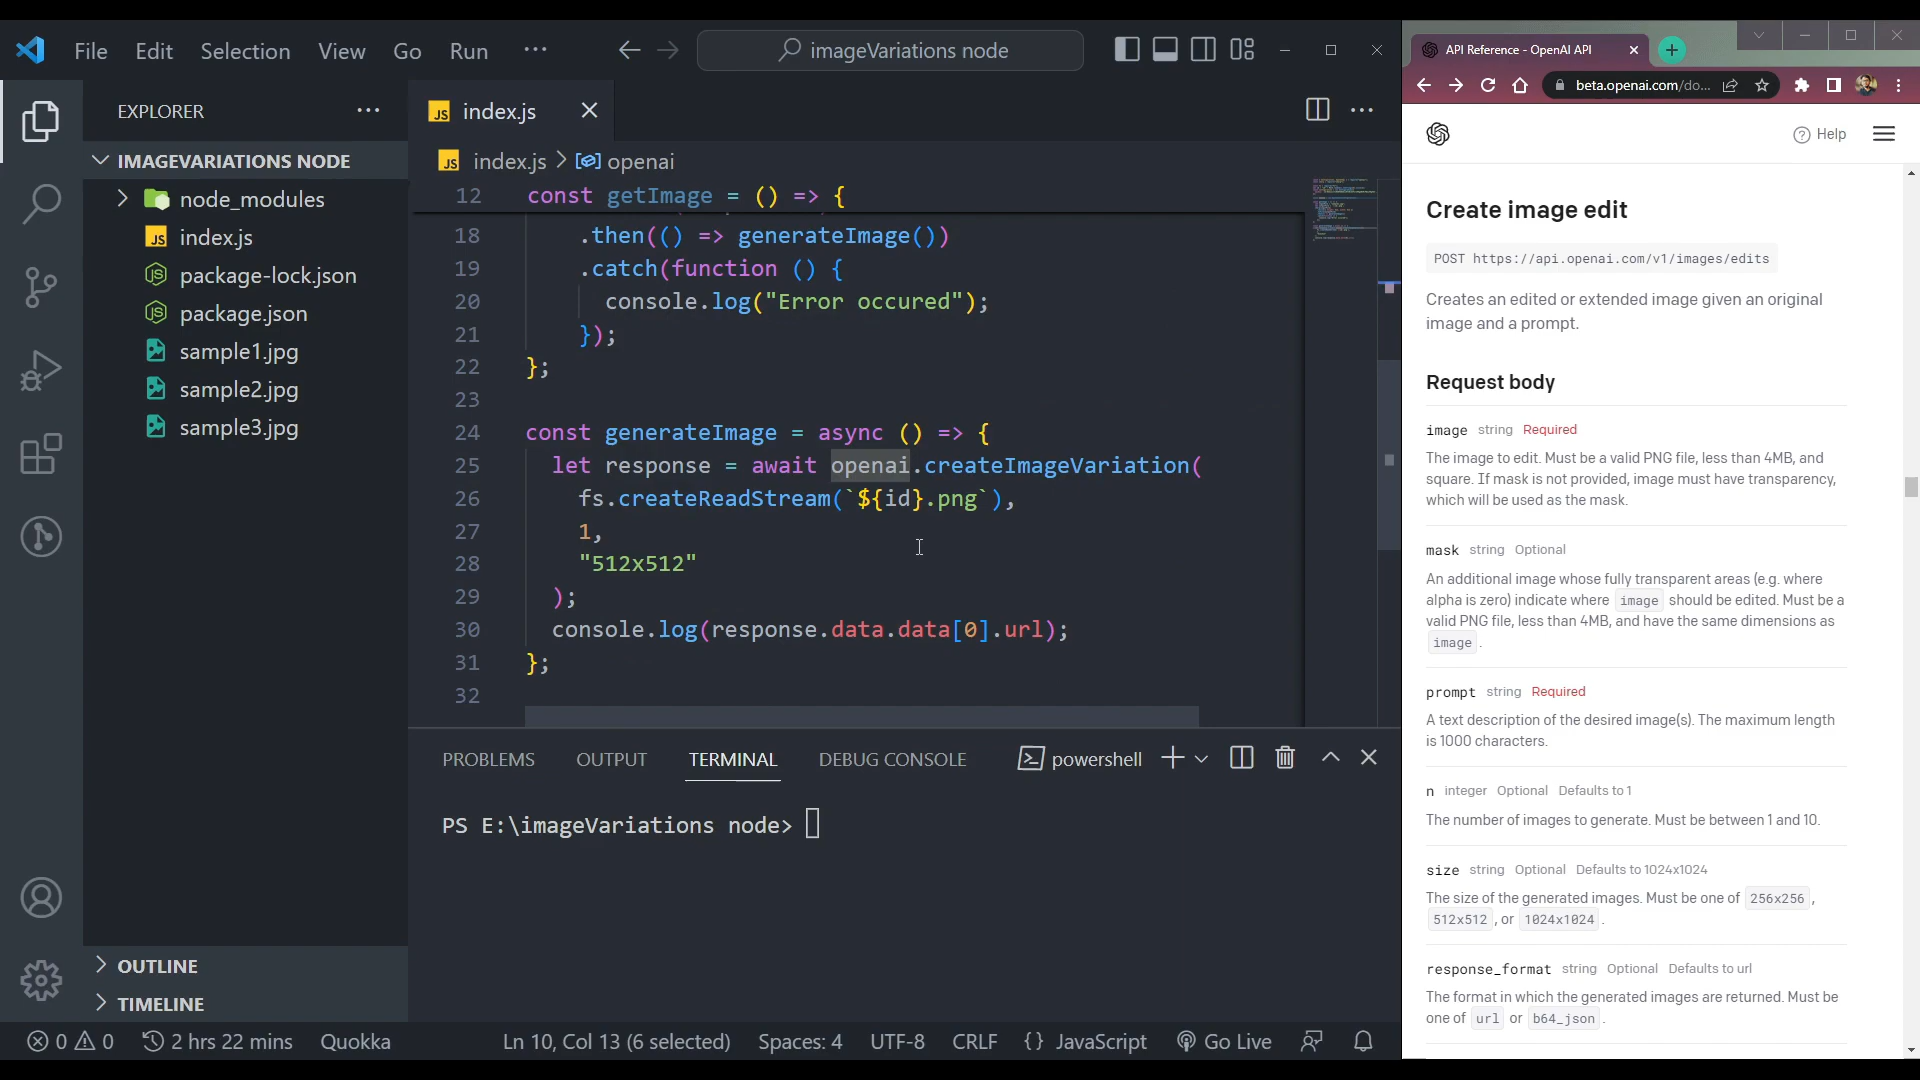 File Edit Selection View Go Run ···
imageVariations node
EXPLORER
IMAGEVARIATIONS NODE
node_modules
JS index.js
package-lock.json
package.json
sample1.jpg
sample2.jpg
sample3.jpg
OUTLINE
TIMELINE
JS index.js
JS index.js > openai
12 const getImage = () => {
18 .then(() => generateImage())
19 .catch(function () {
20 console.log("Error occured");
21 });
22 };
23
24 const generateImage = async () => {
25 let response = await openai.createImageVariation(
26 fs.createReadStream(`${id}.png`),
27 1,
28 "512x512"
29 );
30 console.log(response.data.data[0].url);
31 };
32
PROBLEMS OUTPUT TERMINAL DEBUG CONSOLE powershell
PS E:\imageVariations node>
0 0 2 hrs 22 mins Quokka Ln 10, Col 13 (6 selected) Spaces: 4 UTF-8 CRLF {} JavaScript Go Live
API Reference - OpenAI API
beta.openai.com/do...
Help
Create image edit
POST https://api.openai.com/v1/images/edits
Creates an edited or extended image given an original
image and a prompt.
Request body
image string Required
The image to edit. Must be a valid PNG file, less than 4MB, and
square. If mask is not provided, image must have transparency,
which will be used as the mask.
mask string Optional
An additional image whose fully transparent areas (e.g. where
alpha is zero) indicate where image should be edited. Must be a
valid PNG file, less than 4MB, and have the same dimensions as
image .
prompt string Required
A text description of the desired image(s). The maximum length
is 1000 characters.
n integer Optional Defaults to 1
The number of images to generate. Must be between 1 and 10.
size string Optional Defaults to 1024x1024
The size of the generated images. Must be one of 256x256 ,
512x512 , or 1024x1024 .
response_format string Optional Defaults to url
The format in which the generated images are returned. Must be
one of url or b64_json .